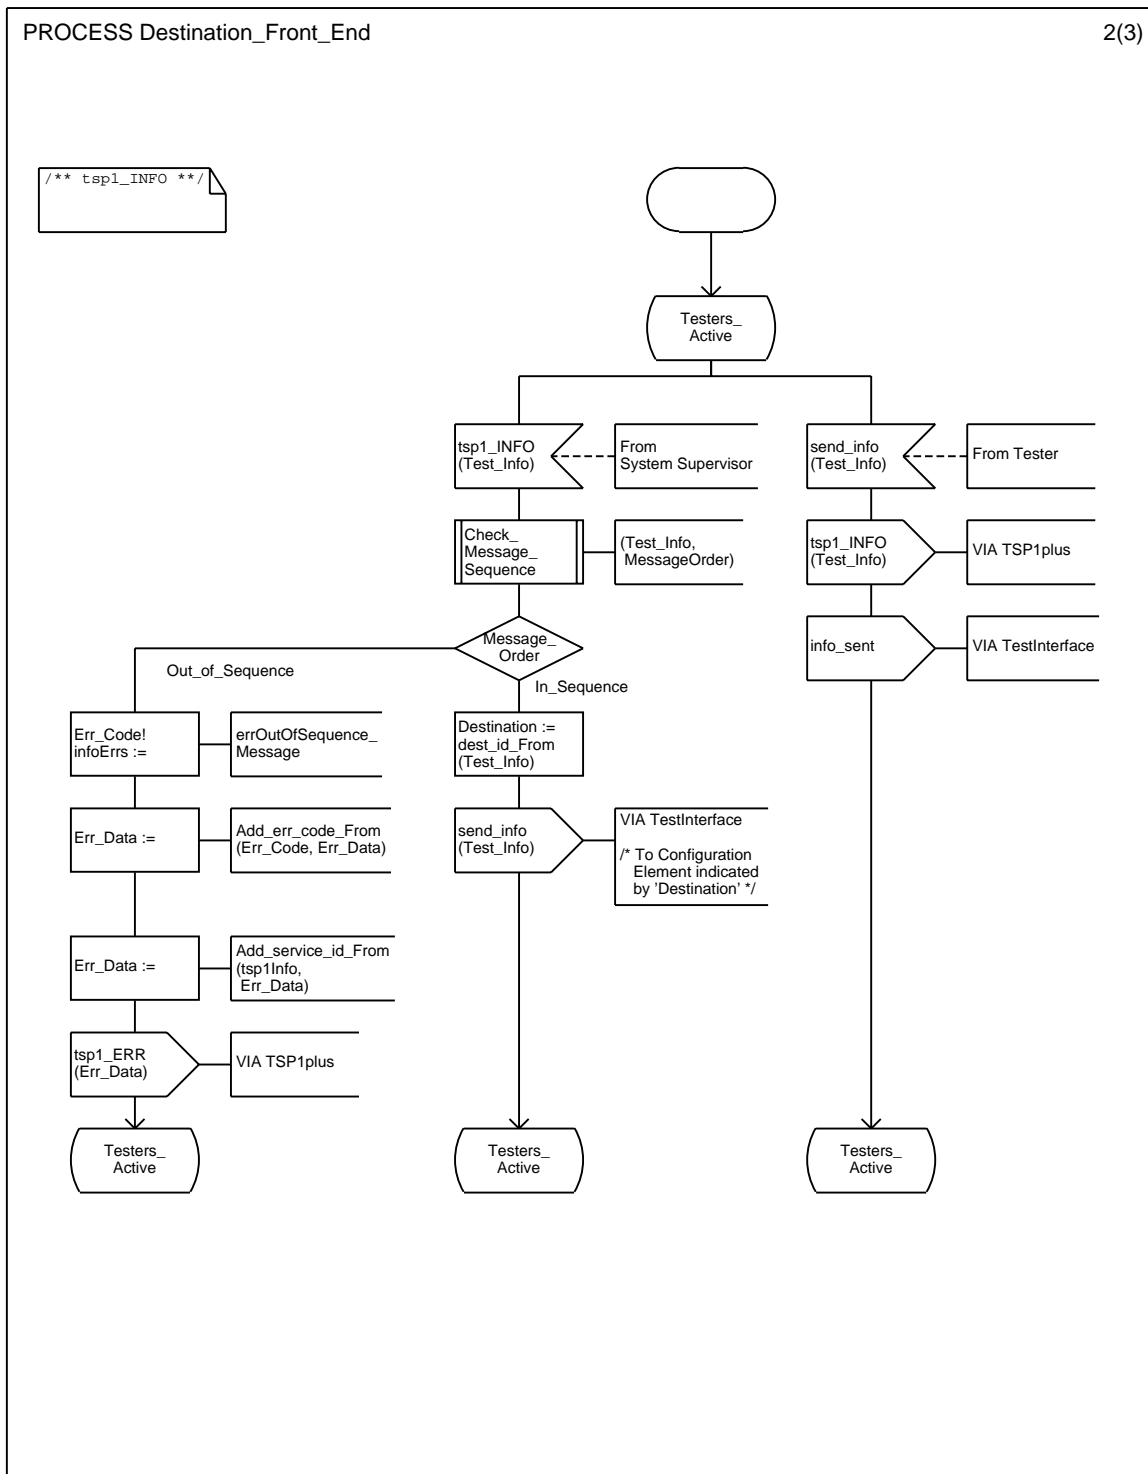 PROCESS Destination_Front_End
2(3)
/** tsp1_INFO **/
Testers_
Active
tsp1_INFO
(Test_Info)
From
System Supervisor
send_info
(Test_Info)
From Tester
Check_
Message_
Sequence
(Test_Info,
MessageOrder)
tsp1_INFO
(Test_Info)
VIA TSP1plus
Message_
Order
info_sent
VIA TestInterface
Out_of_Sequence
In_Sequence
Err_Code!
infoErrs :=
errOutOfSequence_
Message
Destination :=
dest_id_From
(Test_Info)
Err_Data :=
Add_err_code_From
(Err_Code, Err_Data)
send_info
(Test_Info)
VIA TestInterface
/* To Configuration
Element indicated
by 'Destination' */
Err_Data :=
Add_service_id_From
(tsp1Info,
Err_Data)
tsp1_ERR
(Err_Data)
VIA TSP1plus
Testers_
Active
Testers_
Active
Testers_
Active